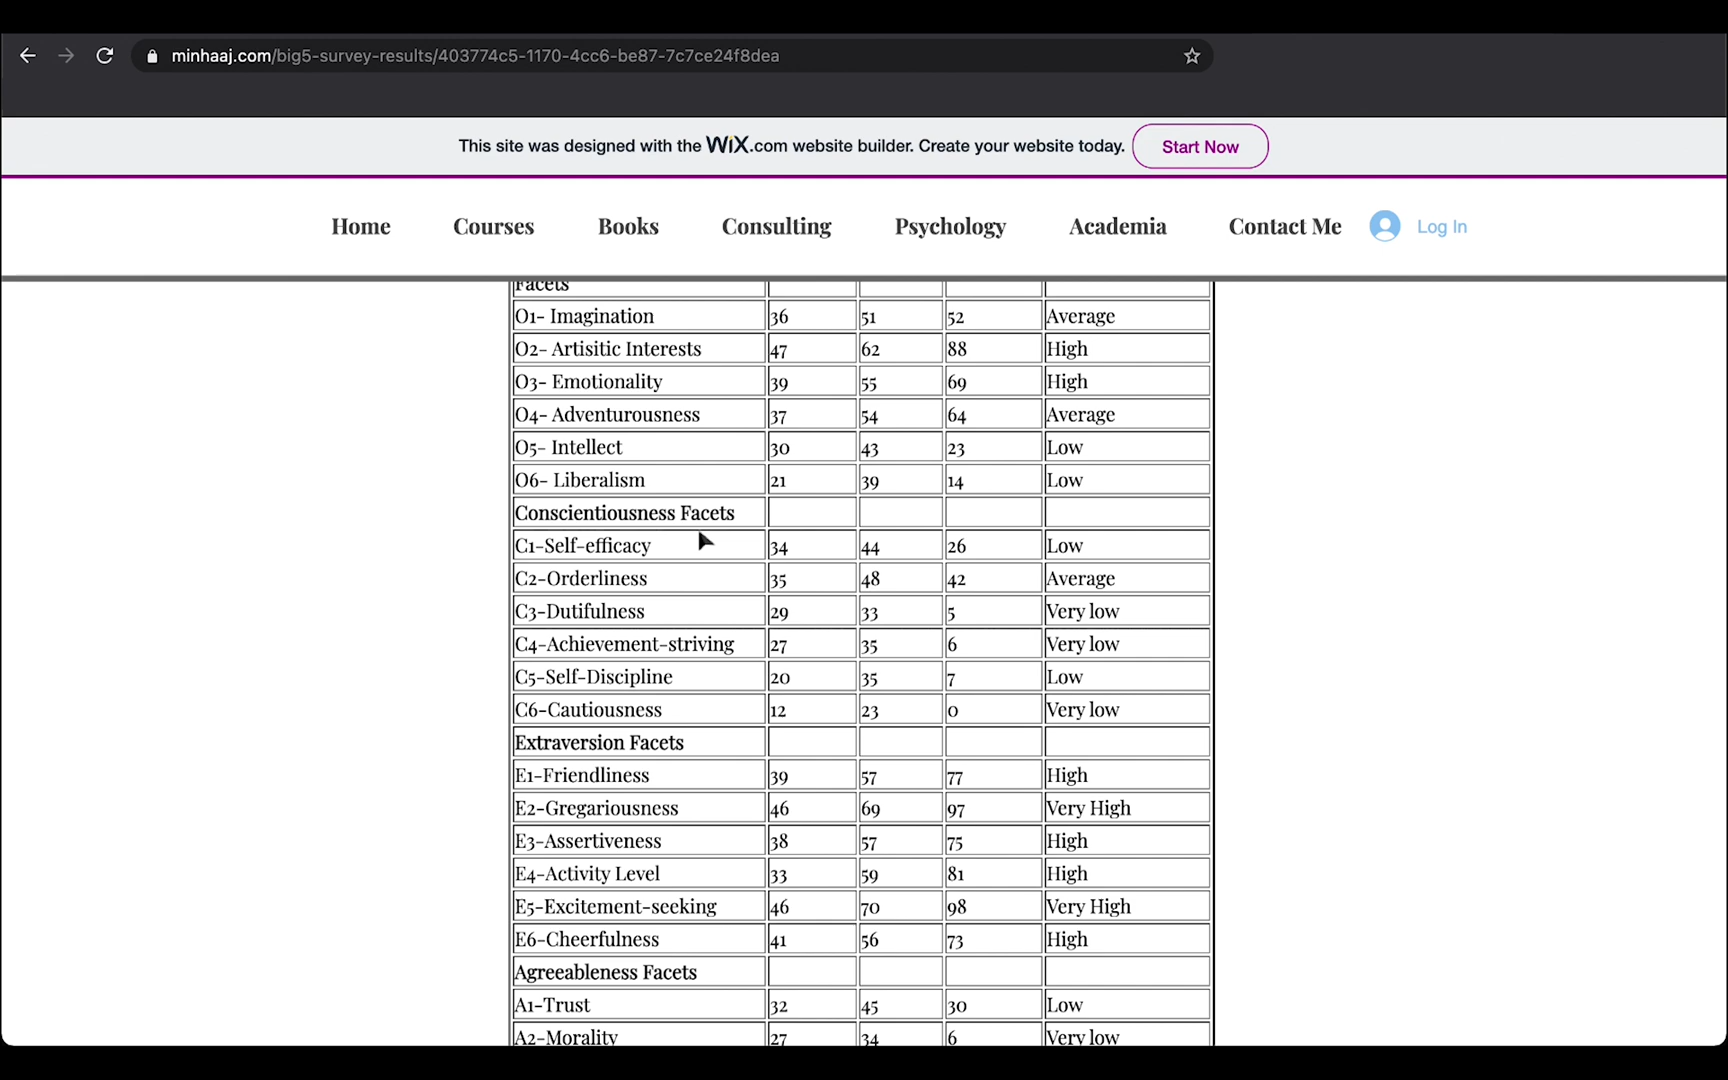 minhaaj.com/big5-survey-results/403774c5-1170-4cc6-be87-7c7ce24f8dea
This site was designed with the WiX.com website builder. Create your website today. Start Now
Home Courses Books Consulting Psychology Academia Contact Me Log In
Facets
O1- Imagination 36 51 52 Average
O2- Artisitic Interests 47 62 88 High
O3- Emotionality 39 55 69 High
O4- Adventurousness 37 54 64 Average
O5- Intellect 30 43 23 Low
O6- Liberalism 21 39 14 Low
Conscientiousness Facets
C1-Self-efficacy 34 44 26 Low
C2-Orderliness 35 48 42 Average
C3-Dutifulness 29 33 5 Very low
C4-Achievement-striving 27 35 6 Very low
C5-Self-Discipline 20 35 7 Low
C6-Cautiousness 12 23 0 Very low
Extraversion Facets
E1-Friendliness 39 57 77 High
E2-Gregariousness 46 69 97 Very High
E3-Assertiveness 38 57 75 High
E4-Activity Level 33 59 81 High
E5-Excitement-seeking 46 70 98 Very High
E6-Cheerfulness 41 56 73 High
Agreeableness Facets
A1-Trust 32 45 30 Low
A2-Morality 27 34 6 Very low